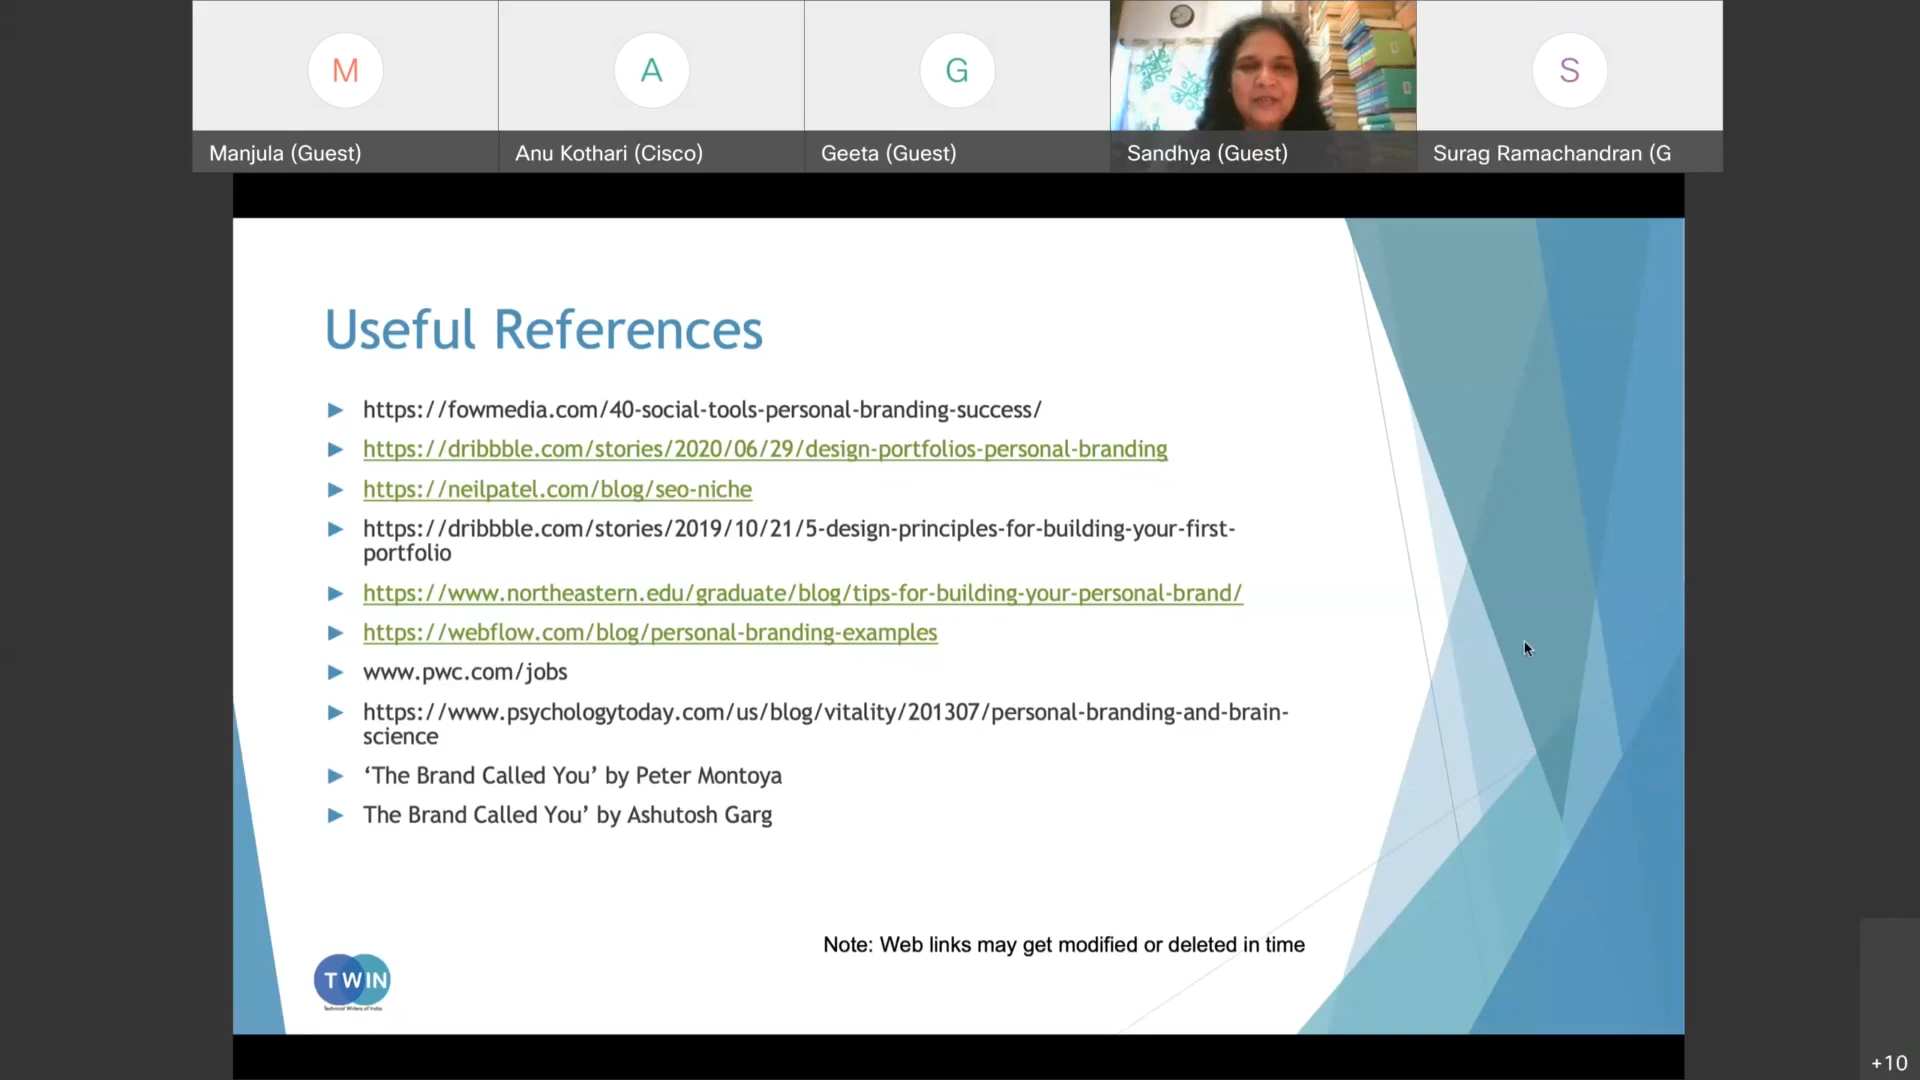 M
A
G
S
Manjula (Guest)
Anu Kothari (Cisco)
Geeta (Guest)
Sandhya (Guest)
Surag Ramachandran (G
Useful References
https://fowmedia.com/40-social-tools-personal-branding-success/
https://dribbble.com/stories/2020/06/29/design-portfolios-personal-branding
https://neilpatel.com/blog/seo-niche
https://dribbble.com/stories/2019/10/21/5-design-principles-for-building-your-first-
portfolio
https://www.northeastern.edu/graduate/blog/tips-for-building-your-personal-brand/
https://webflow.com/blog/personal-branding-examples
www.pwc.com/jobs
https://www.psychologytoday.com/us/blog/vitality/201307/personal-branding-and-brain-
science
‘The Brand Called You’ by Peter Montoya
The Brand Called You’ by Ashutosh Garg
Note: Web links may get modified or deleted in time
TWIN
Technical Writers of India
+10